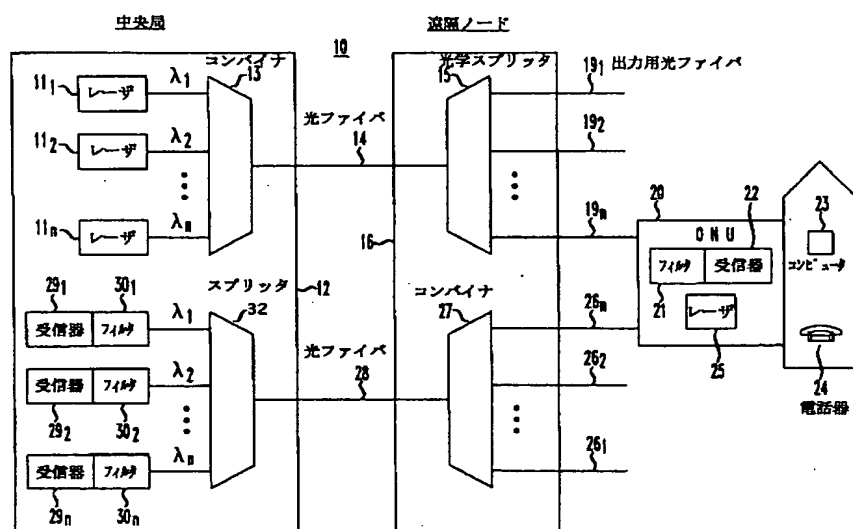 中央局
遠隔ノード
10
コンバイナ
13
光学スプリッタ
15
19₁ 出力用光ファイバ
11₁
レーザ
λ₁
11₂
レーザ
λ₂
光ファイバ
14
19₂
11n
レーザ
λn
16
19n
20
22
23
ONU
フィルタ
受信器
コンピュータ
21
レーザ
25
24
電話器
スプリッタ
32
12
コンバイナ
27
26n
29₁
30₁
受信器
フィルタ
λ₁
光ファイバ
28
26₂
受信器
フィルタ
λ₂
29₂
30₂
26₁
受信器
フィルタ
λn
29n
30n